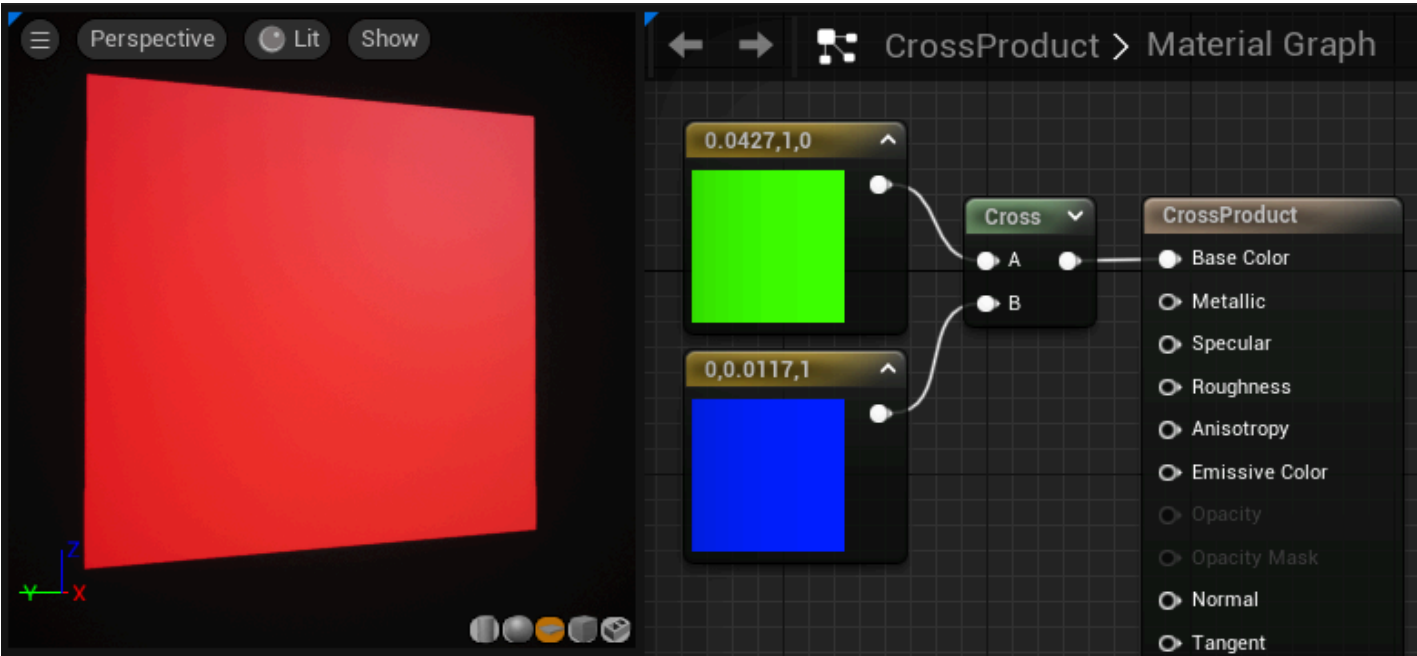 Perspective
Lit
Show
Z
Y
X
CrossProduct > Material Graph
0.0427,1,0
0,0.0117,1
Cross
A
B
CrossProduct
Base Color
Metallic
Specular
Roughness
Anisotropy
Emissive Color
Opacity
Opacity Mask
Normal
Tangent